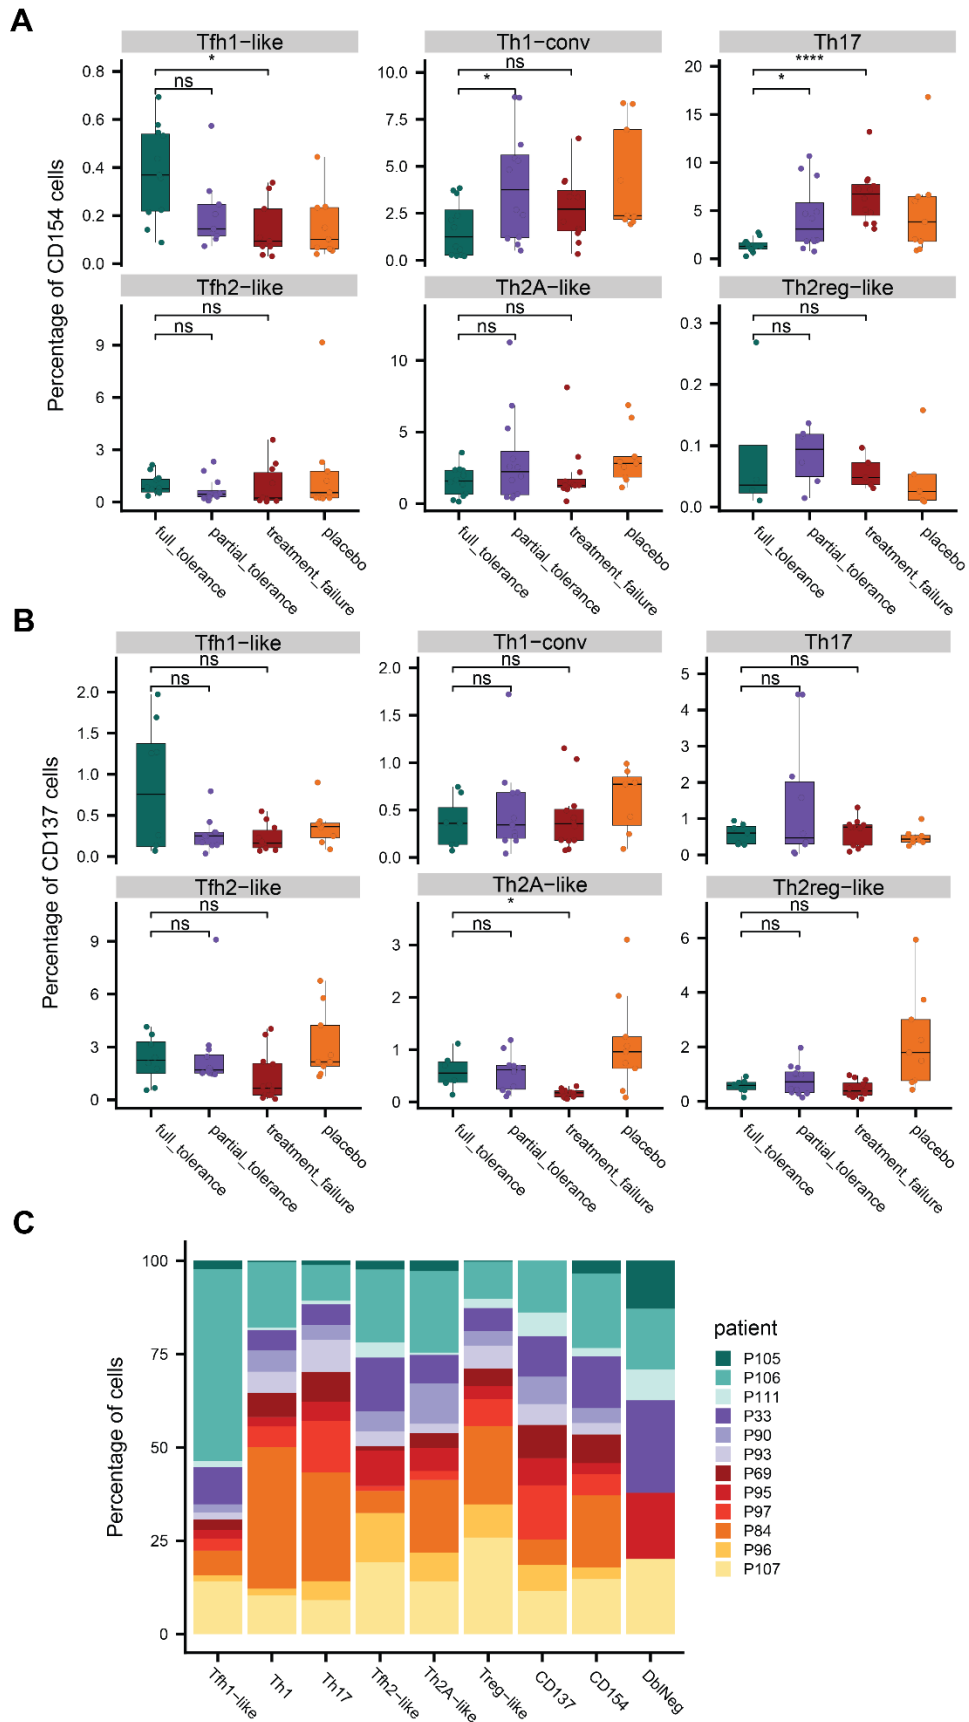 A
Tfh1-like
Th1-conv
Th17
*
ns
ns
*
****
*
0.8
0.6
0.4
0.2
0.0
10.0
7.5
5.0
2.5
0.0
20
15
10
5
0
Percentage of CD154 cells
Tfh2-like
Th2A-like
Th2reg-like
ns
ns
ns
ns
ns
ns
9
6
3
0
10
5
0
0.3
0.2
0.1
0.0
full_tolerance
partial_tolerance
treatment_failure
placebo
full_tolerance
partial_tolerance
treatment_failure
placebo
full_tolerance
partial_tolerance
treatment_failure
placebo
B
Tfh1-like
Th1-conv
Th17
ns
ns
ns
ns
ns
ns
2.0
1.5
1.0
0.5
0.0
2.0
1.5
1.0
0.5
0.0
5
4
3
2
1
0
Percentage of CD137 cells
Tfh2-like
Th2A-like
Th2reg-like
ns
ns
*
ns
ns
ns
9
6
3
0
3
2
1
0
6
4
2
0
full_tolerance
partial_tolerance
treatment_failure
placebo
full_tolerance
partial_tolerance
treatment_failure
placebo
full_tolerance
partial_tolerance
treatment_failure
placebo
C
100
75
50
25
0
Percentage of cells
Tfh1-like
Th1
Th17
Tfh2-like
Th2A-like
Treg-like
CD137
CD154
DblNeg
patient
P105
P106
P111
P33
P90
P93
P69
P95
P97
P84
P96
P107